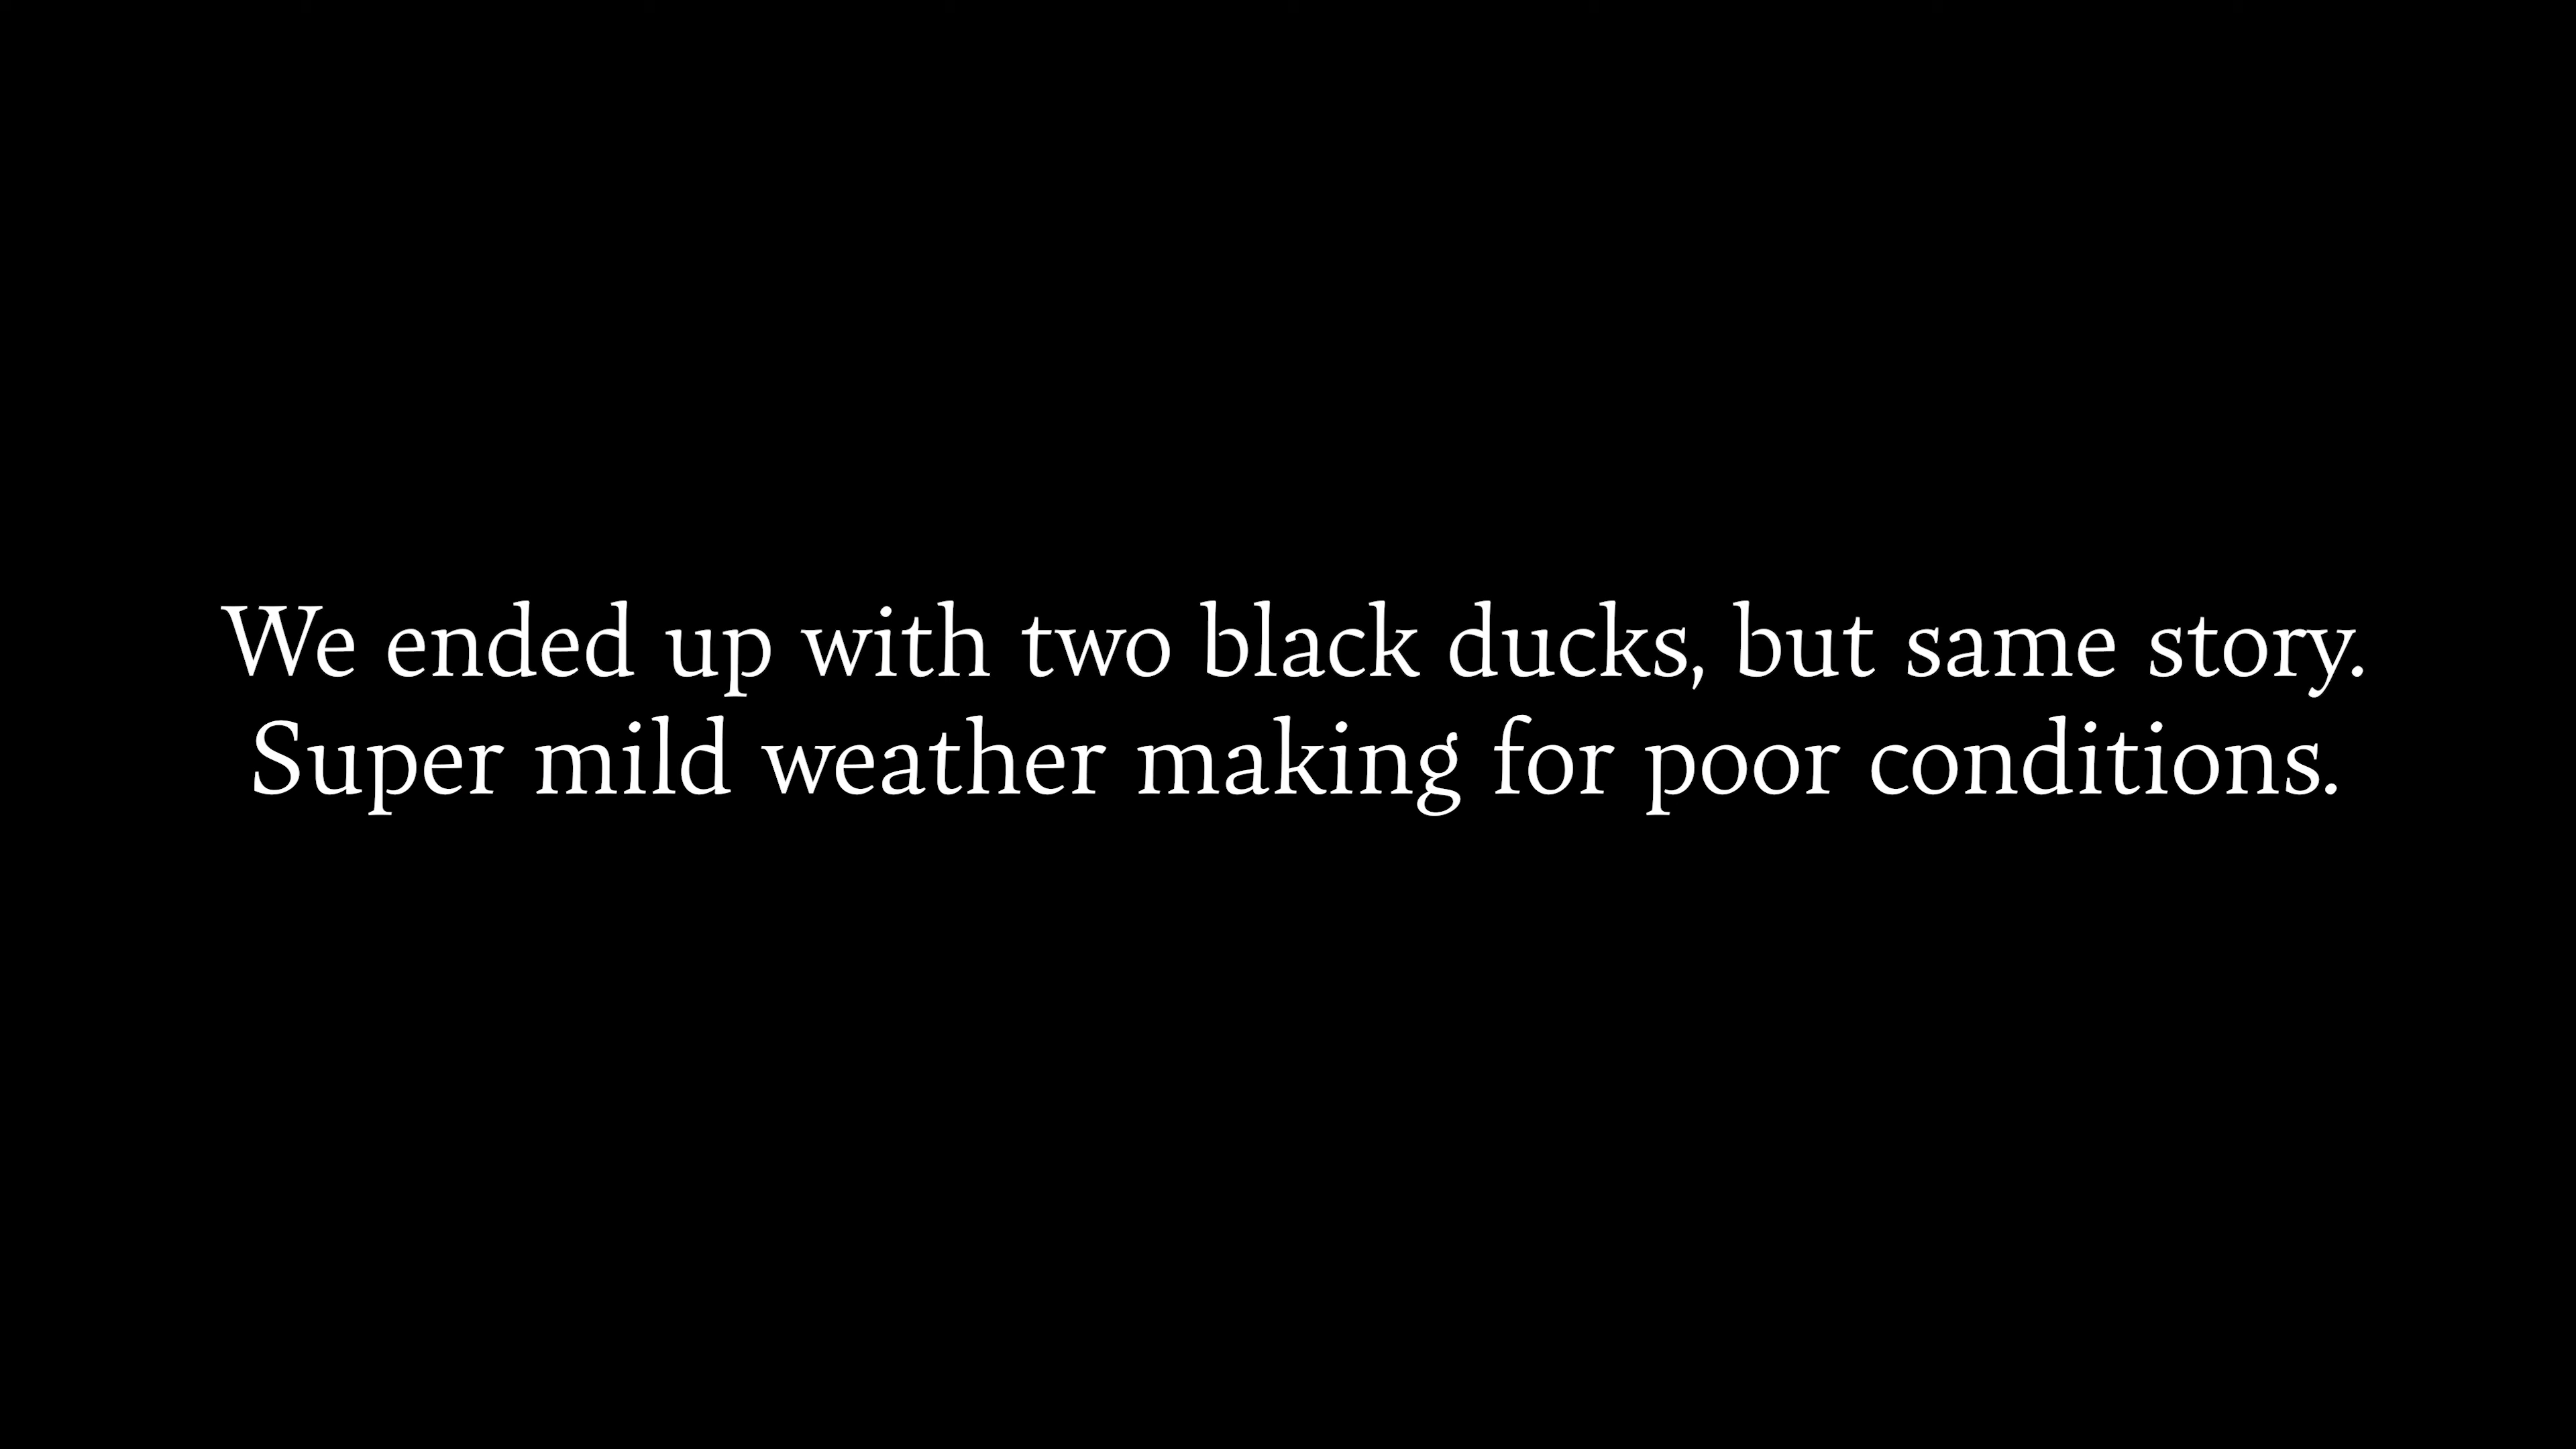 We ended up with two black ducks, but same story.
Super mild weather making for poor conditions.